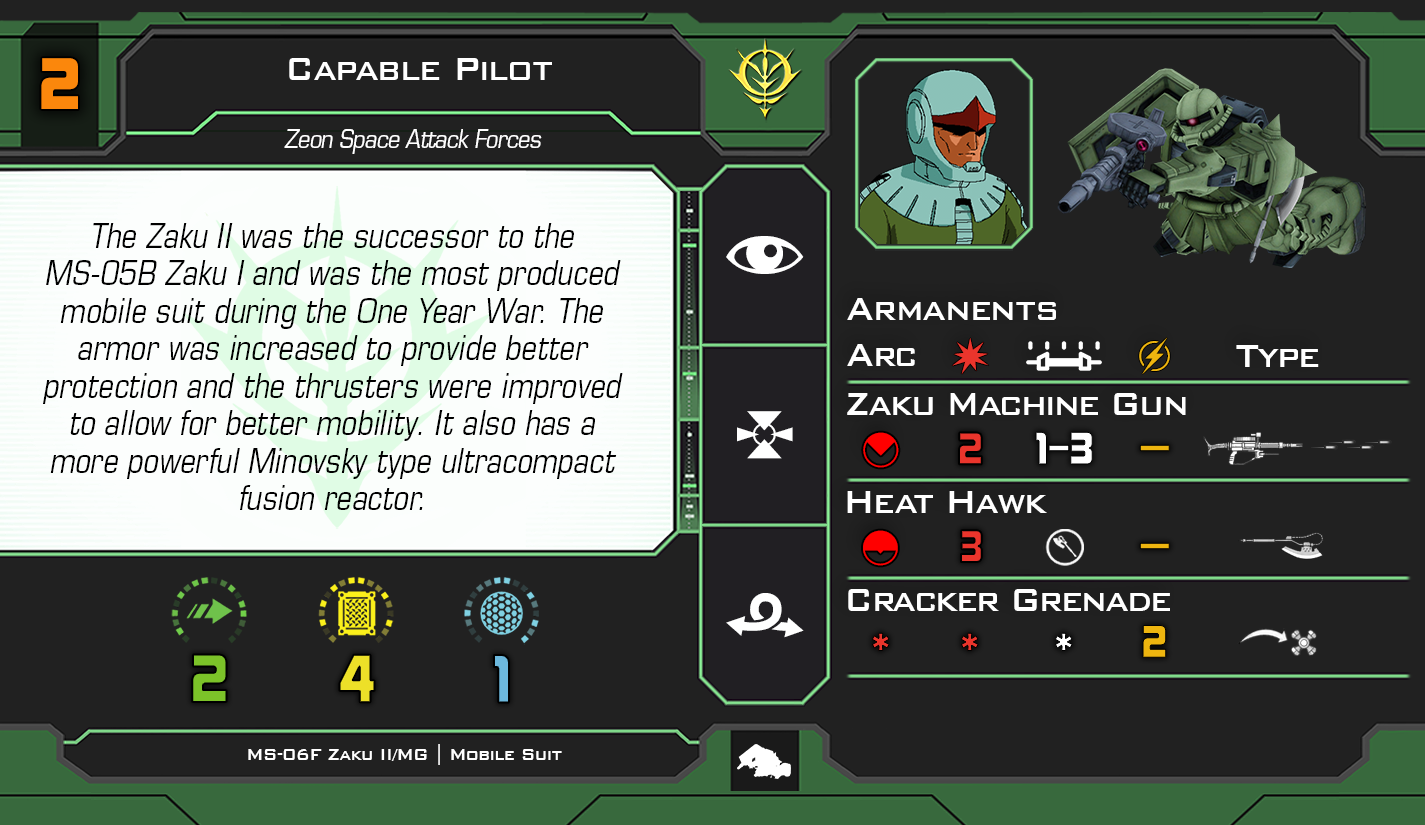 2
Capable Pilot
Zeon Space Attack Forces
The Zaku II was the successor to the
MS-05B Zaku I and was the most produced
mobile suit during the One Year War. The
armor was increased to provide better
protection and the thrusters were improved
to allow for better mobility. It also has a
more powerful Minovsky type ultracompact
fusion reactor.
2 4 1
MS-06F Zaku II/MG | Mobile Suit
Armanents
Arc Type
Zaku Machine Gun
2 1-3 –
Heat Hawk
3 –
Cracker Grenade
* * * 2